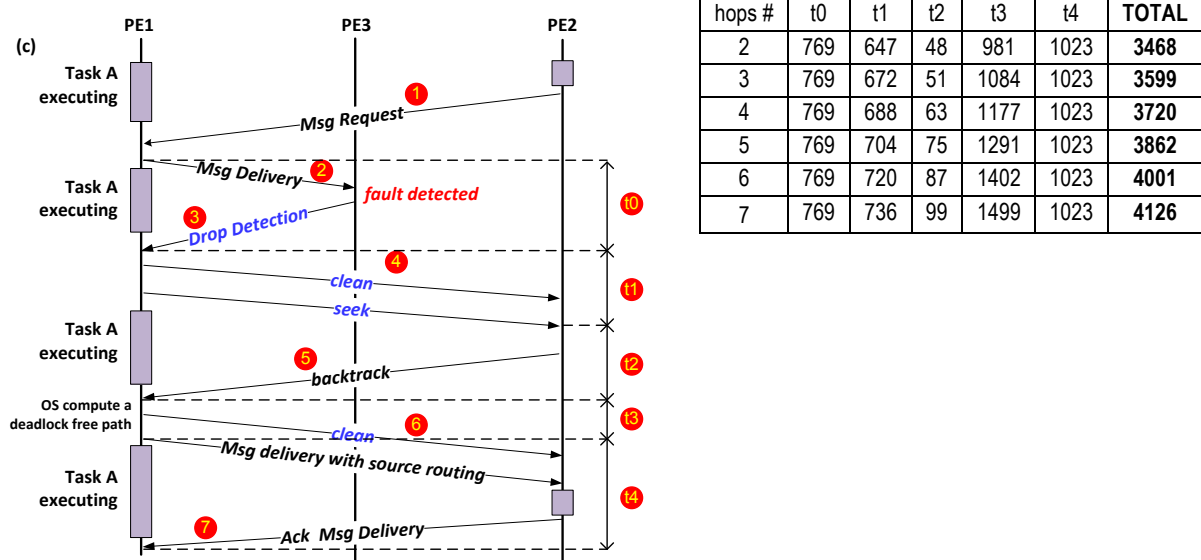 (c)
PE1
PE3
PE2
Task A
executing
1
Msg Request
Msg Delivery
2
fault detected
Task A
executing
3
Drop Detection
t0
4
clean
seek
t1
Task A
executing
5
backtrack
t2
OS compute a
deadlock free path
6
clean
t3
Msg delivery with source routing
Task A
executing
t4
7
Ack Msg Delivery
hops # t0 t1 t2 t3 t4 TOTAL
2 769 647 48 981 1023 3468
3 769 672 51 1084 1023 3599
4 769 688 63 1177 1023 3720
5 769 704 75 1291 1023 3862
6 769 720 87 1402 1023 4001
7 769 736 99 1499 1023 4126